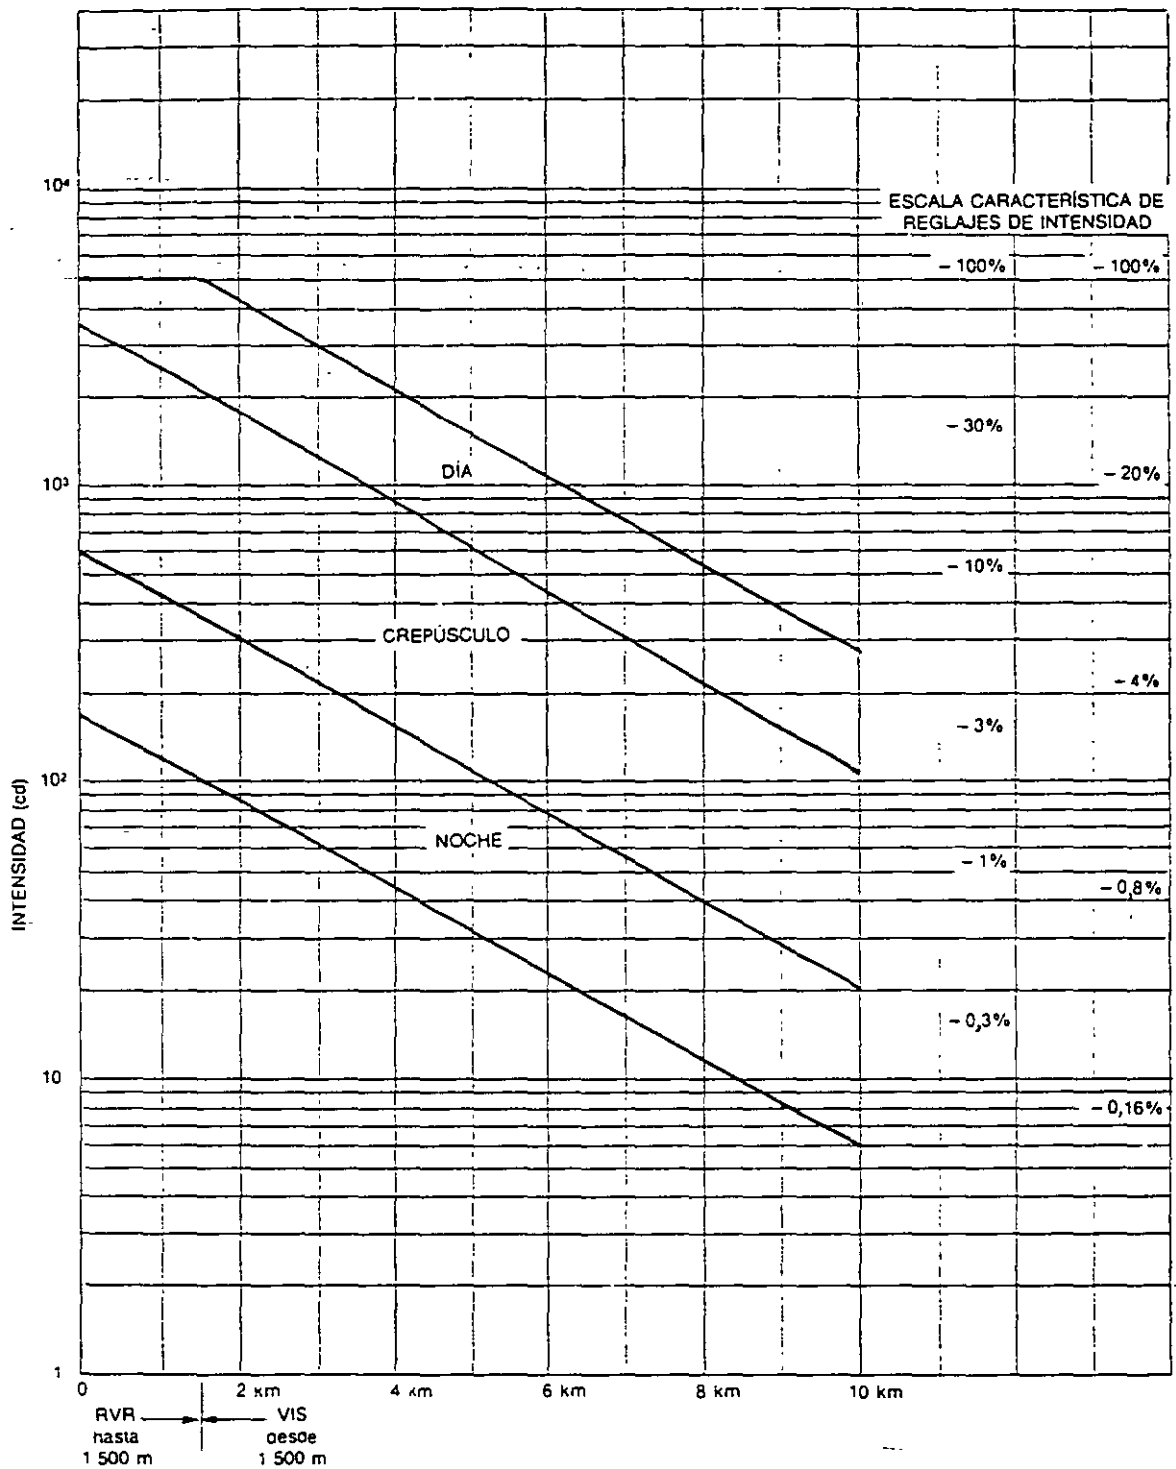 10⁴
ESCALA CARACTERÍSTICA DE
REGLAJES DE INTENSIDAD
– 100% – 100%
– 30%
DÍA
– 20%
10³
– 10%
CREPÚSCULO
– 4%
– 3%
10²
INTENSIDAD (cd)
NOCHE
– 1%
– 0,8%
– 0,3%
10
– 0,16%
1
0 2 km 4 km 6 km 8 km 10 km
RVR
hasta
1 500 m
VIS
desde
1 500 m